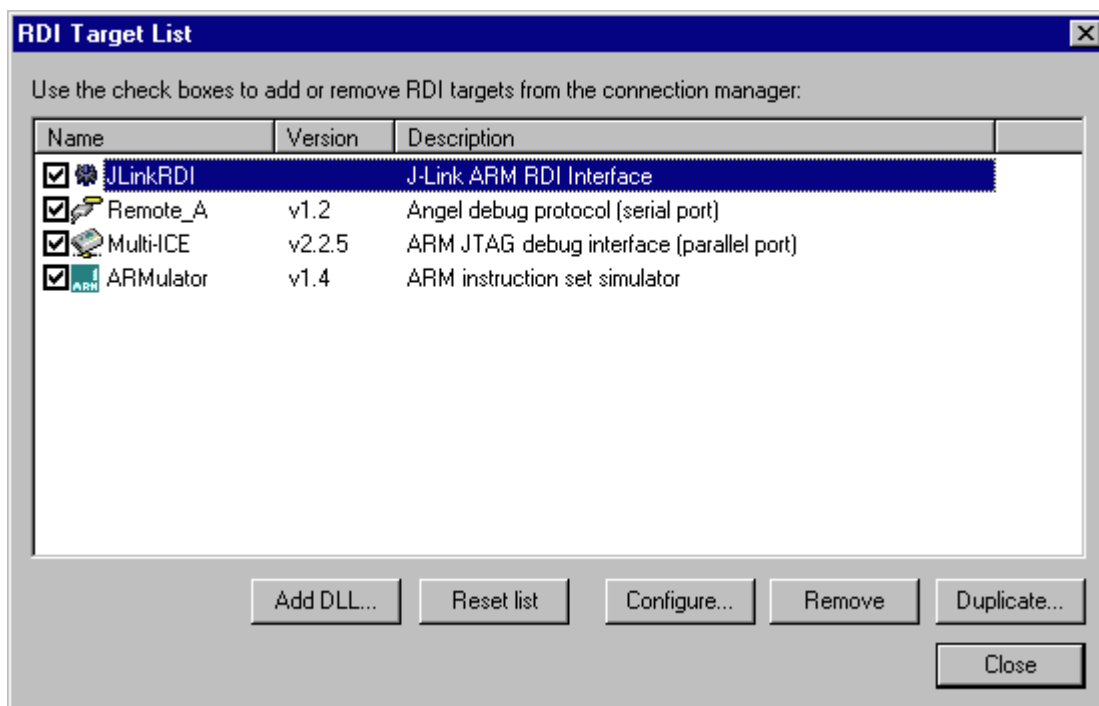 RDI Target List
Use the check boxes to add or remove RDI targets from the connection manager:
Name Version Description
JLinkRDI J-Link ARM RDI Interface
Remote_A v1.2 Angel debug protocol (serial port)
Multi-ICE v2.2.5 ARM JTAG debug interface (parallel port)
ARM ARMulator v1.4 ARM instruction set simulator
Add DLL... Reset list Configure... Remove Duplicate...
Close